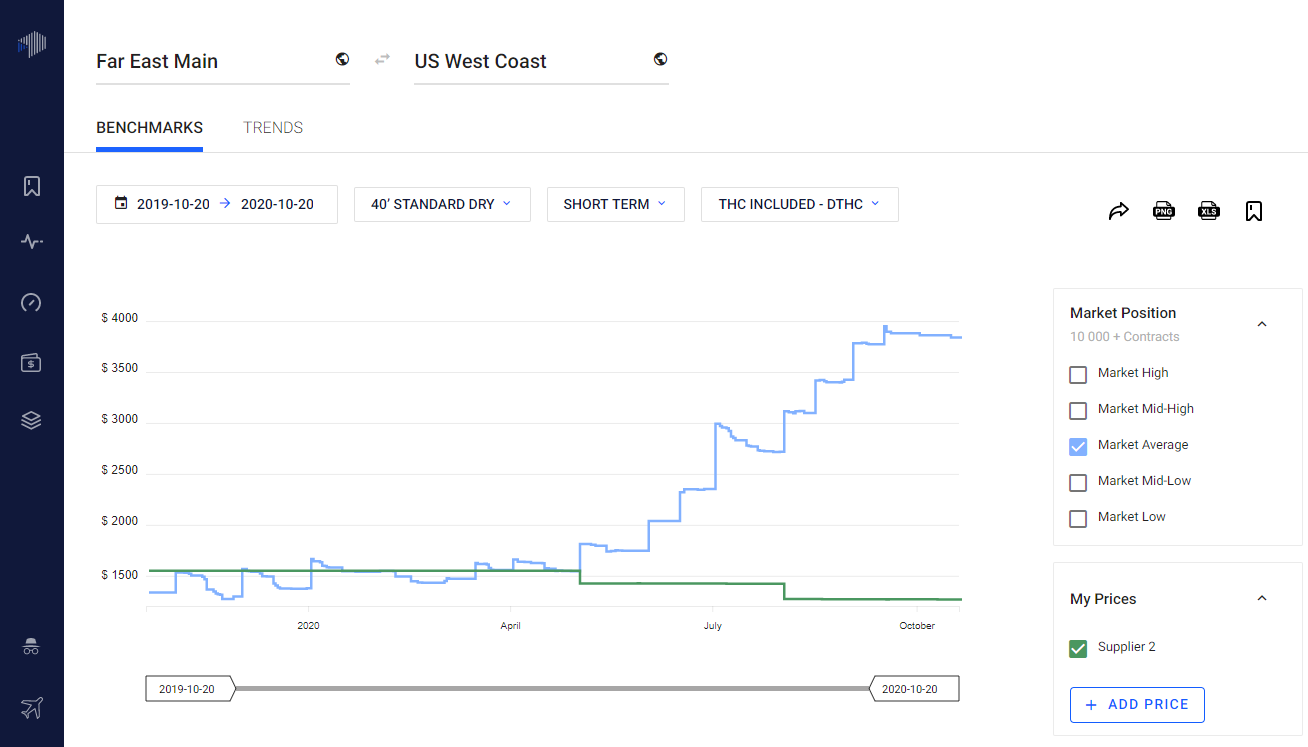 Far East Main
US West Coast
BENCHMARKS
TRENDS
2019-10-20
2020-10-20
40’ STANDARD DRY
SHORT TERM
THC INCLUDED - DTHC
PNG
XLS
$ 4000
$ 3500
$ 3000
$ 2500
$ 2000
$ 1500
2020
April
July
October
2019-10-20
2020-10-20
Market Position
10 000 + Contracts
Market High
Market Mid-High
Market Average
Market Mid-Low
Market Low
My Prices
Supplier 2
+ ADD PRICE